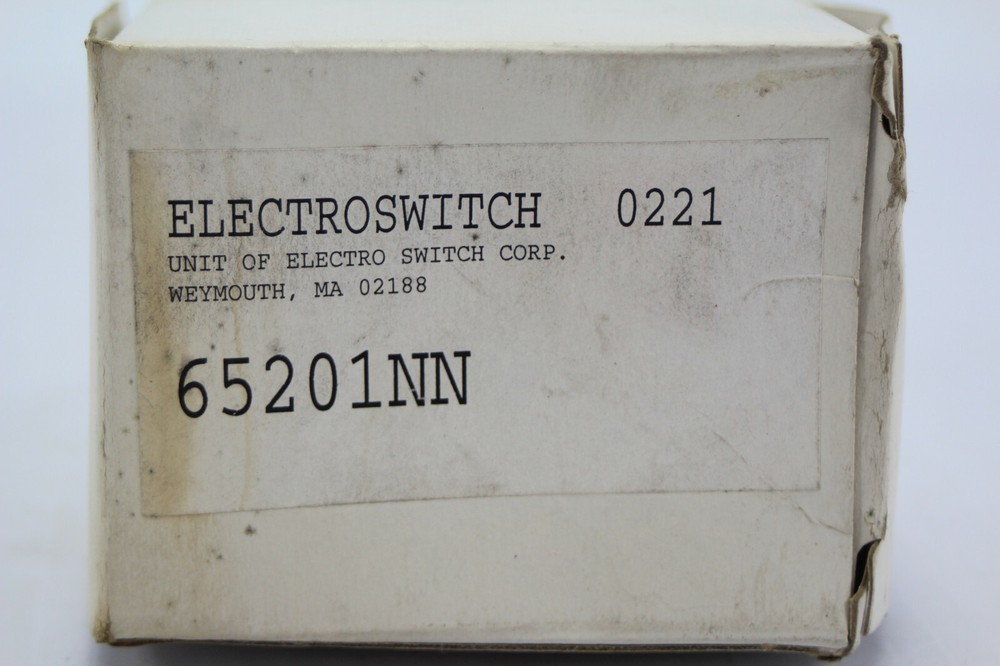 ELECTROSWITCH 0221
UNIT OF ELECTRO SWITCH CORP.
WEYMOUTH, MA 02188
65201NN